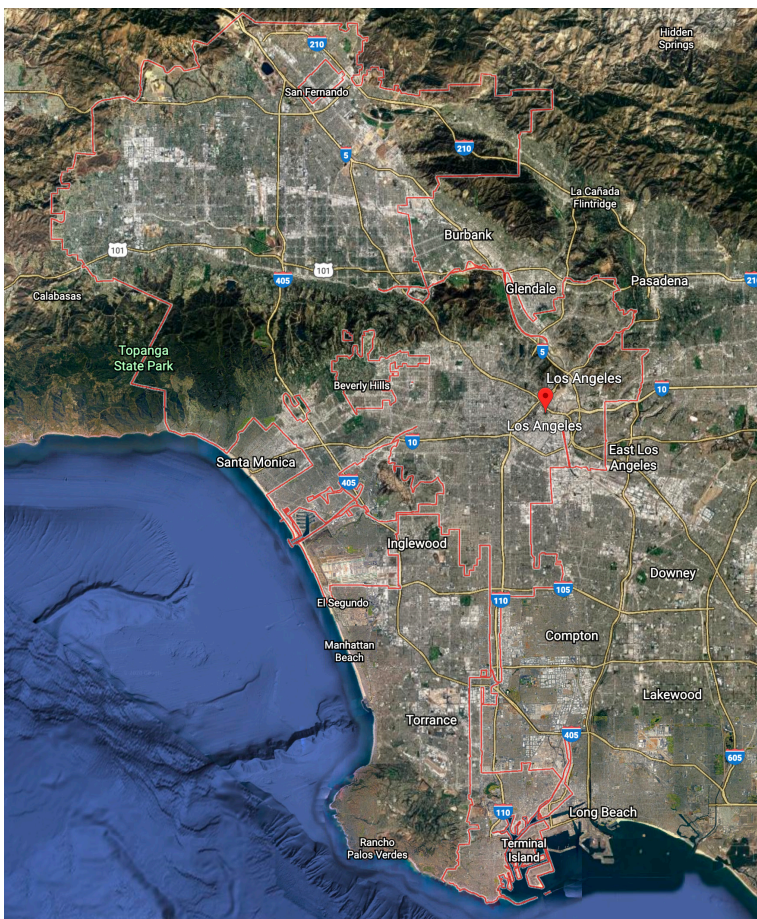 Hidden
Springs
210
San Fernando
5
210
La Cañada
Flintridge
Burbank
101
101
405
Glendale
Pasadena
21
Calabasas
Topanga
State Park
5
Beverly Hills
Los Angeles
10
Los Angeles
10
East Los
Angeles
Santa Monica
405
Inglewood
Downey
105
110
El Segundo
Compton
Manhattan
Beach
Lakewood
Torrance
405
605
110
Long Beach
Rancho
Palos Verdes
Terminal
Island